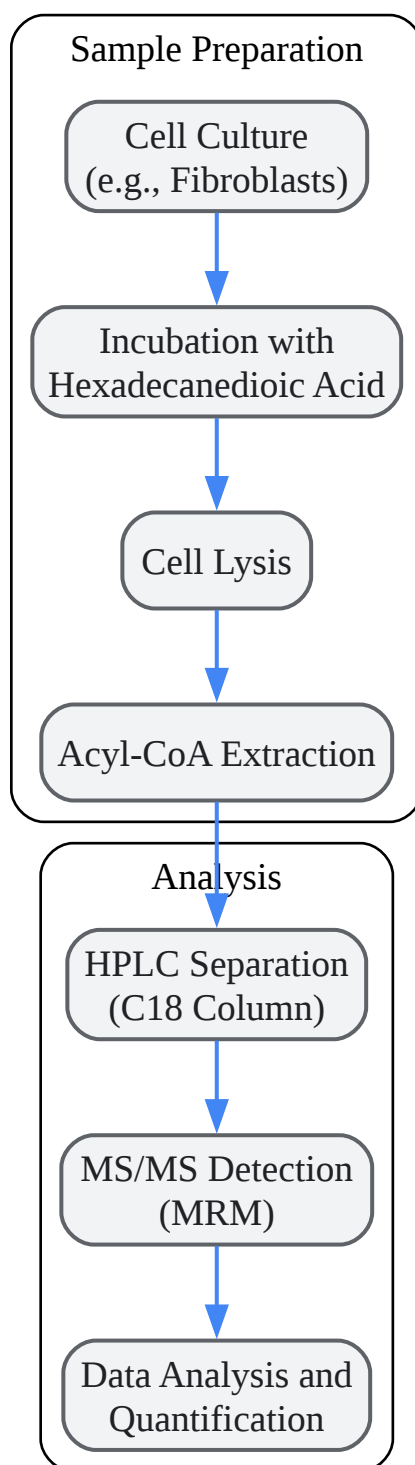 Sample Preparation
Cell Culture
(e.g., Fibroblasts)
Incubation with
Hexadecanedioic Acid
Cell Lysis
Acyl-CoA Extraction
Analysis
HPLC Separation
(C18 Column)
MS/MS Detection
(MRM)
Data Analysis and
Quantification